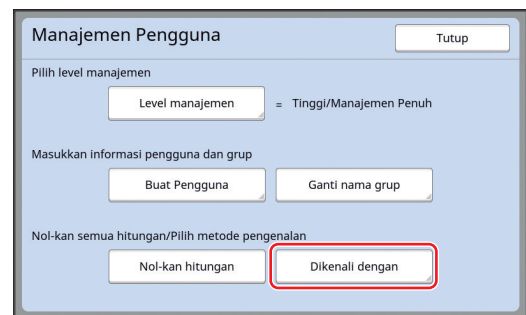 Manajemen Pengguna
Tutup
Pilih level manajemen
Level manajemen = Tinggi/Manajemen Penuh
Masukkan informasi pengguna dan grup
Buat Pengguna Ganti nama grup
Nol-kan semua hitungan/Pilih metode pengenalan
Nol-kan hitungan Dikenali dengan